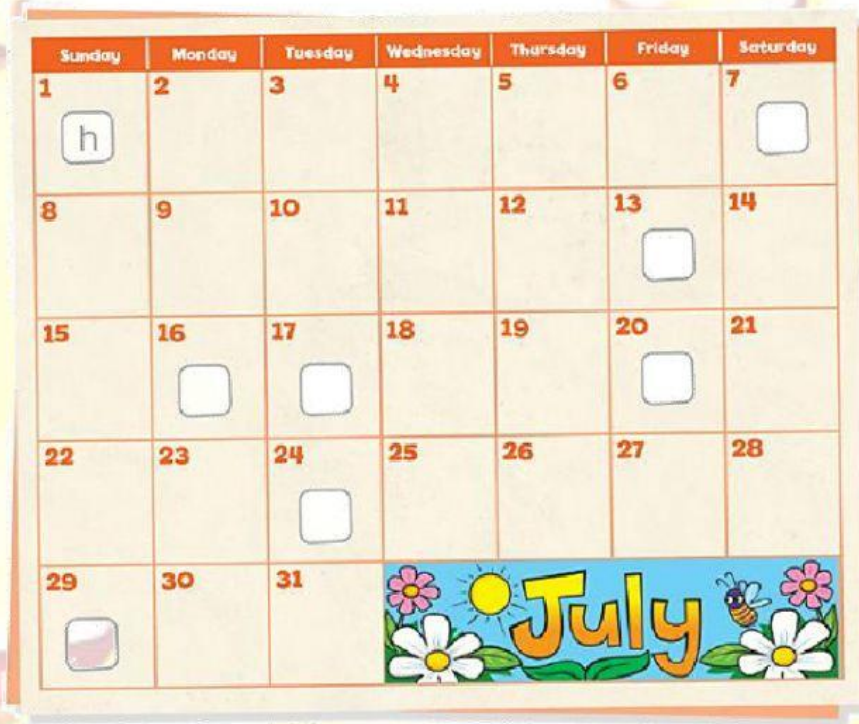 Sunday Monday Tuesday Wednesday Thursday Friday Saturday
1 2 3 4 5 6 7
h
8 9 10 11 12 13 14
15 16 17 18 19 20 21
22 23 24 25 26 27 28
29 30 31
July